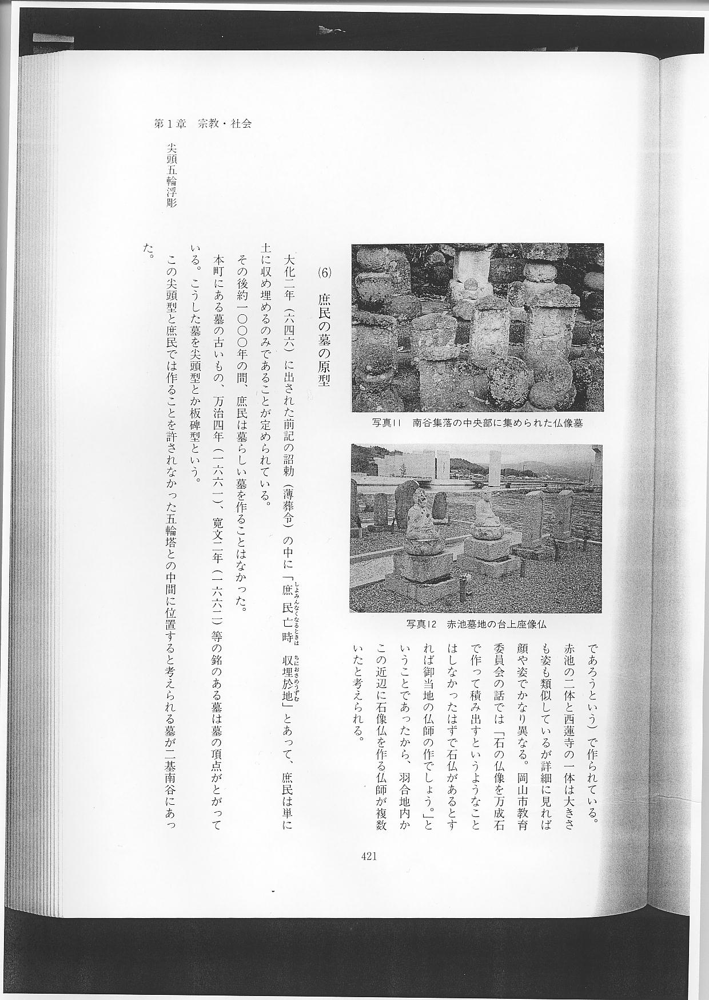 第1章　宗教・社会
写真11　南谷集落の中央部に集められた仏像墓
写真12　赤池墓地の台上座像仏
であろうという）で作られている。
赤池の二体と西蓮寺の一体は大きさ
も姿も類似しているが詳細に見れば
顔や姿でかなり異なる。岡山市教育
委員会の話では「石の仏像を万成石
で作って積み出すというようなこと
はしなかったはずで石仏があるとす
れば御当地の仏師の作でしょう。」と
いうことであったから、羽合地内か
この近辺に石像仏を作る仏師が複数
いたと考えられる。
(6)　庶民の墓の原型
大化二年（六四六）に出された前記の詔勅（薄葬令）の中に「庶民亡時　収埋於地」とあって、庶民は単に
しよみんなくなるときは　ちにおさめうずむ
土に収め埋めるのみであることが定められている。
その後約一〇〇〇年の間、庶民は墓らしい墓を作ることはなかった。
本町にある墓の古いもの、万治四年（一六六一）、寛文二年（一六六二）等の銘のある墓は墓の頂点がとがって
いる。こうした墓を尖頭型とか板碑型という。
尖頭五輪浮彫
この尖頭型と庶民では作ることを許されなかった五輪塔との中間に位置すると考えられる墓が二基南谷にあっ
た。
421